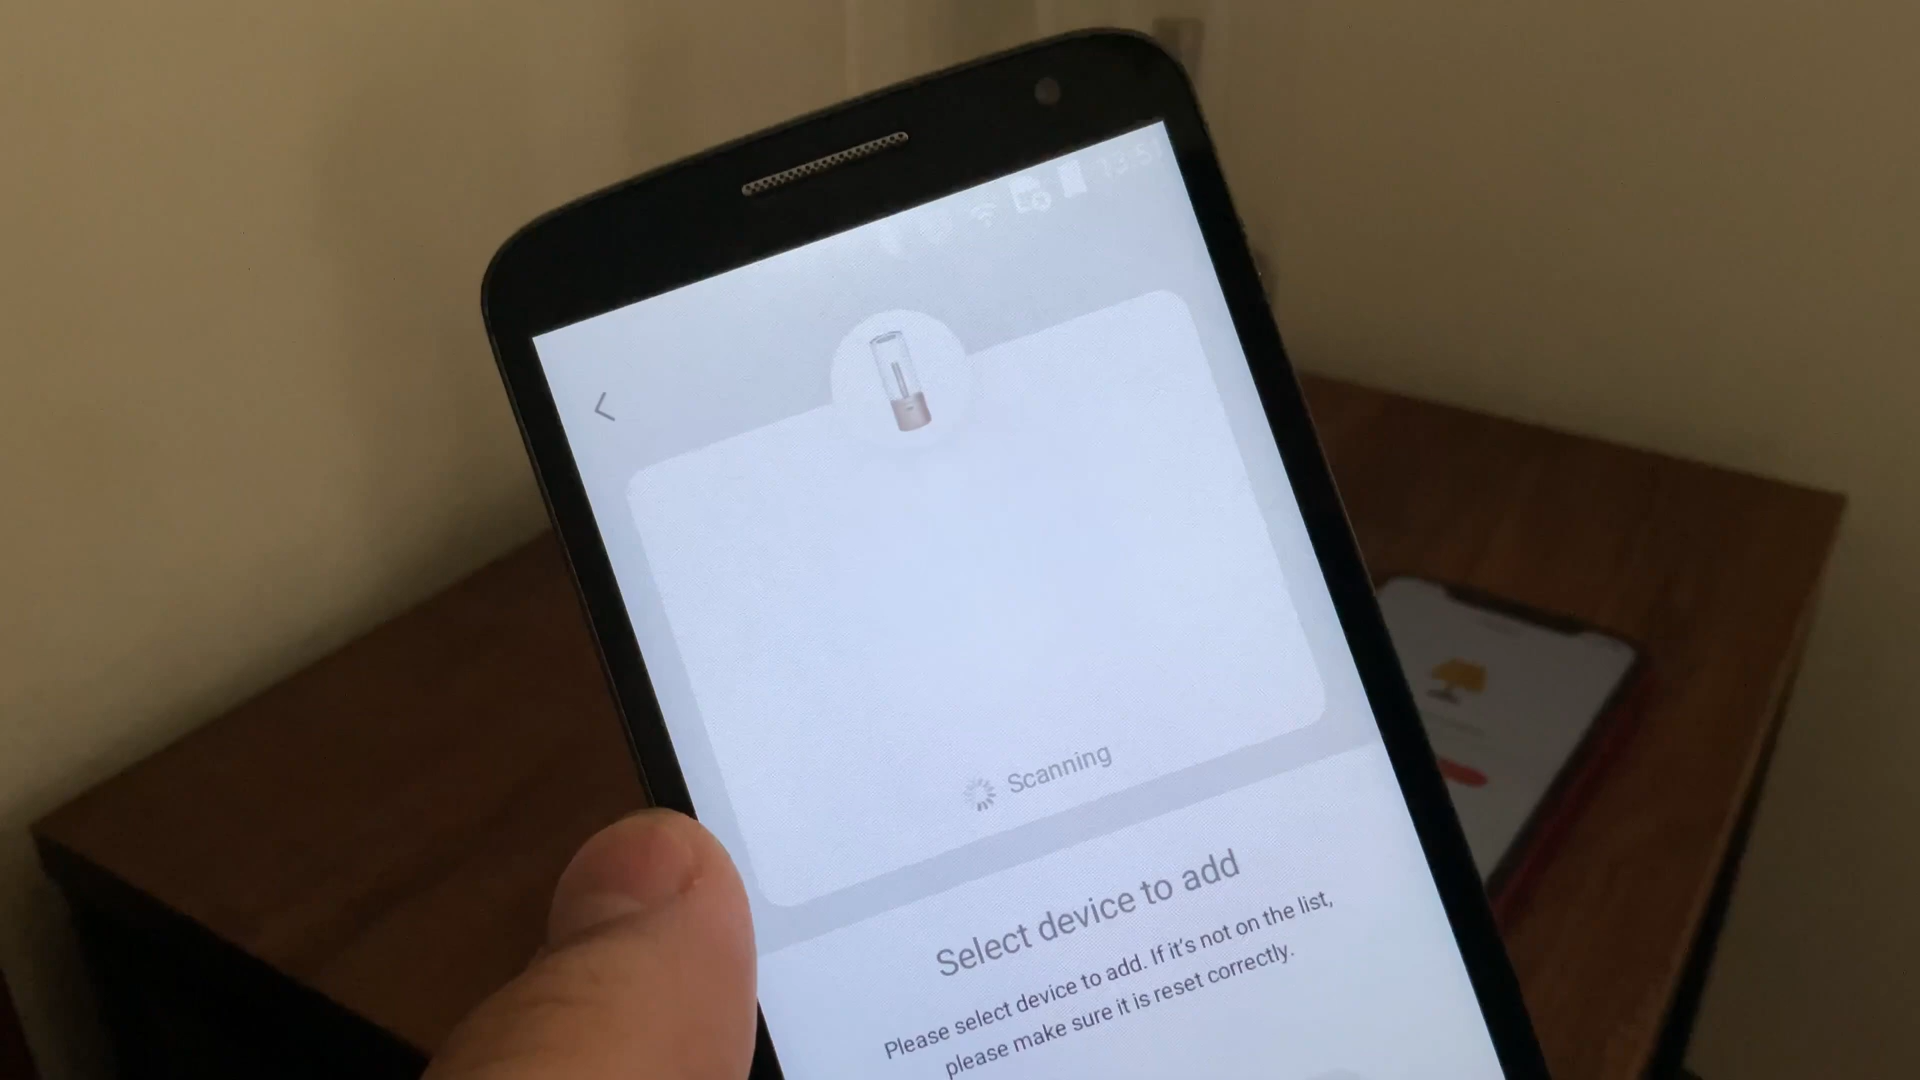 Scanning
Select device to add
Please select device to add. If it's not on the list,
please make sure it is reset correctly.